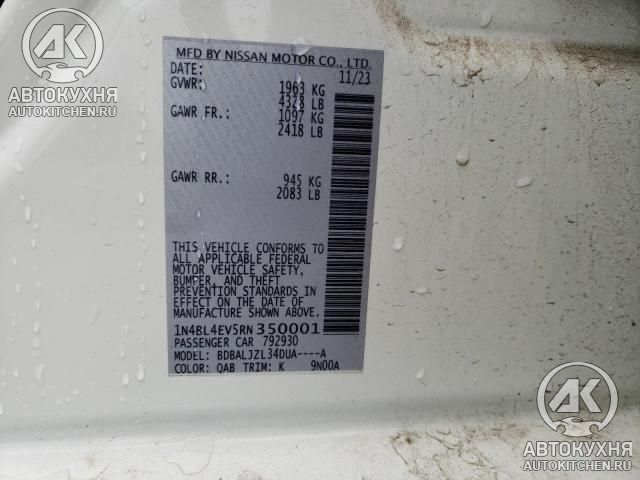 AK
АВТОКУХНЯ
AUTOKITCHEN.RU
MFD BY NISSAN MOTOR CO., LTD.
DATE: 11/23
GVWR: 1963 KG
4328 LB
GAWR FR.: 1097 KG
2418 LB
GAWR RR.: 945 KG
2083 LB
THIS VEHICLE CONFORMS TO
ALL APPLICABLE FEDERAL
MOTOR VEHICLE SAFETY,
BUMPER, AND THEFT
PREVENTION STANDARDS IN
EFFECT ON THE DATE OF
MANUFACTURE SHOWN ABOVE.
1N4BL4EV5RN350001
PASSENGER CAR 792930
MODEL: BDBALJZL34DUA----A
COLOR: QAB TRIM: K 9N00A
AK
АВТОКУХНЯ
AUTOKITCHEN.RU